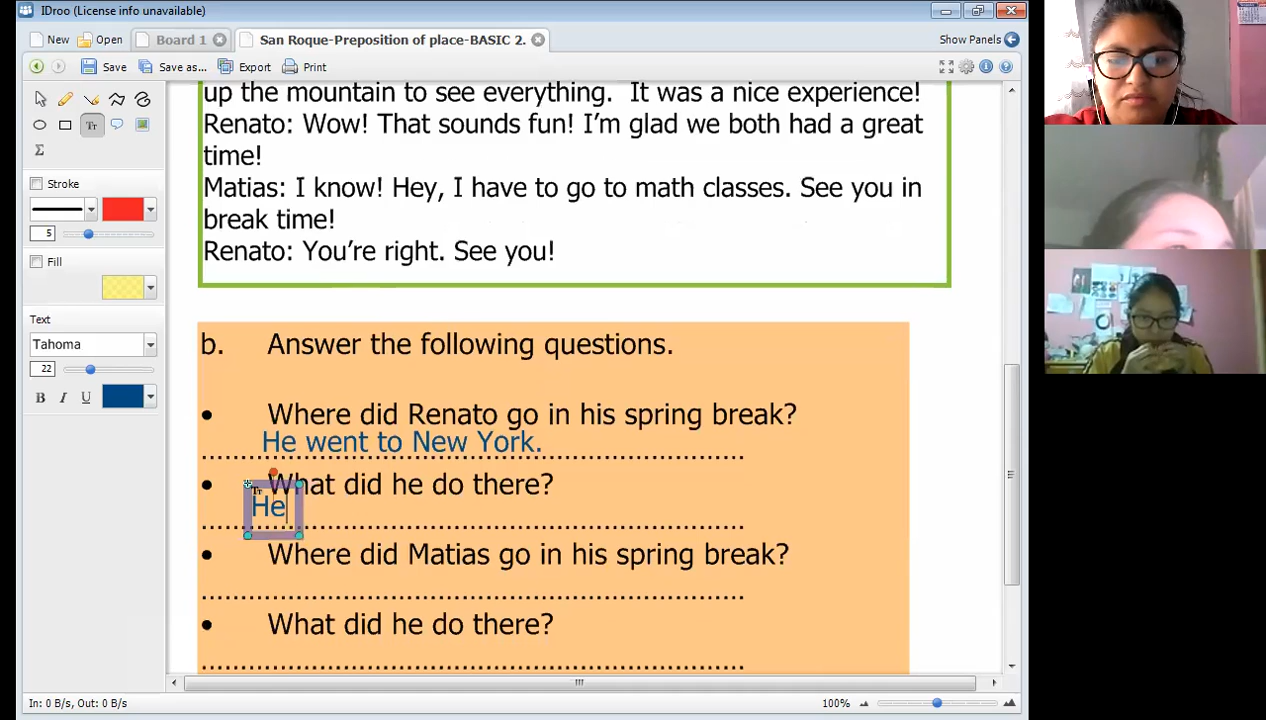 IDroo (License info unavailable)
New Open Board 1 San Roque-Preposition of place-BASIC 2. Show Panels
Save Save as... Export Print
up the mountain to see everything. It was a nice experience!
Renato: Wow! That sounds fun! I'm glad we both had a great
time!
Matias: I know! Hey, I have to go to math classes. See you in
break time!
Renato: You're right. See you!
Tт
Σ
Stroke
5
Fill
Text
Tahoma
22
B I U
b. Answer the following questions.
• Where did Renato go in his spring break?
He went to New York.
• What did he do there?
He
• Where did Matias go in his spring break?
• What did he do there?
In: 0 B/s, Out: 0 B/s 100%